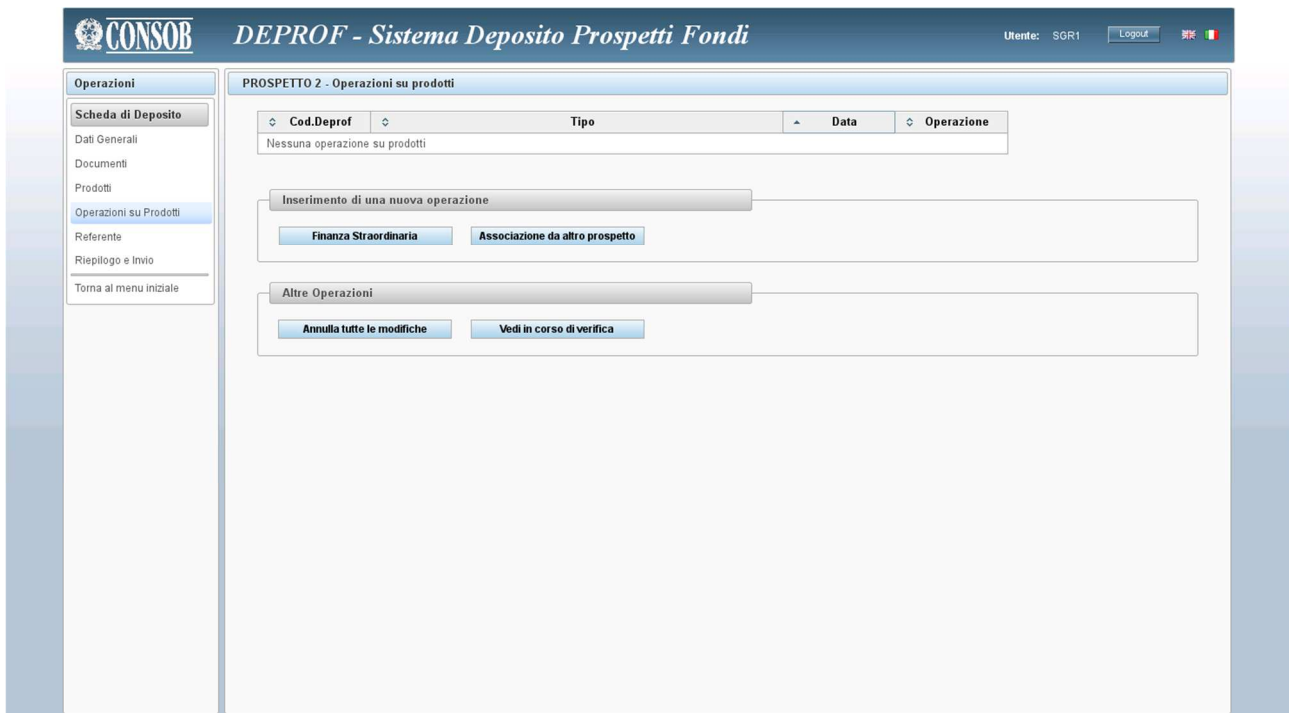 CONSOB
DEPROF - Sistema Deposito Prospetti Fondi
Utente: SGR1
Logout
Operazioni
Scheda di Deposito
Dati Generali
Documenti
Prodotti
Operazioni su Prodotti
Referente
Riepilogo e Invio
Torna al menu iniziale
PROSPETTO 2 - Operazioni su prodotti
Cod.Deprof Tipo Data Operazione
Nessuna operazione su prodotti
Inserimento di una nuova operazione
Finanza Straordinaria Associazione da altro prospetto
Altre Operazioni
Annulla tutte le modifiche Vedi in corso di verifica